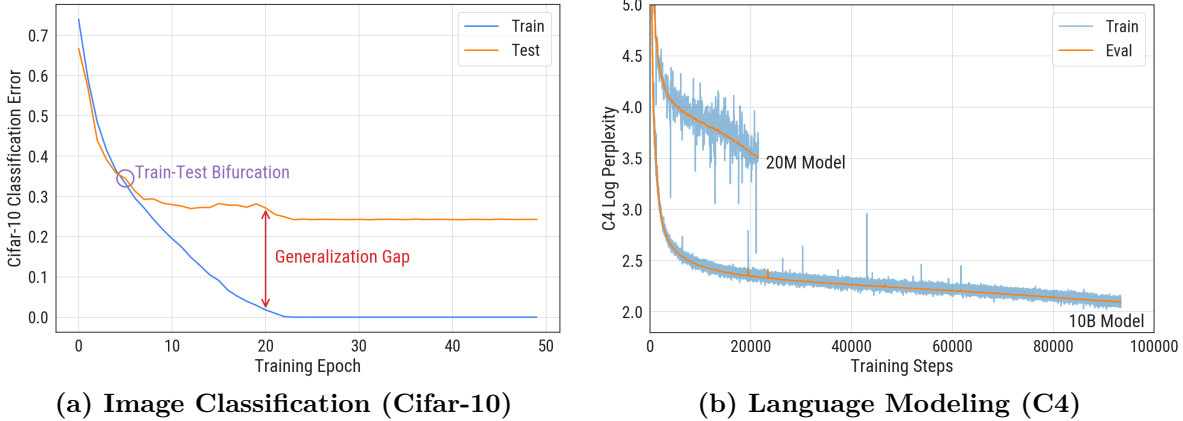 Cifar-10 Classification Error
0.7
0.6
0.5
0.4
0.3
0.2
0.1
0.0
Train
Test
Train-Test Bifurcation
Generalization Gap
0 10 20 30 40 50
Training Epoch
(a) Image Classification (Cifar-10)
C4 Log Perplexity
5.0
4.5
4.0
3.5
3.0
2.5
2.0
Train
Eval
20M Model
10B Model
0 20000 40000 60000 80000 100000
Training Steps
(b) Language Modeling (C4)